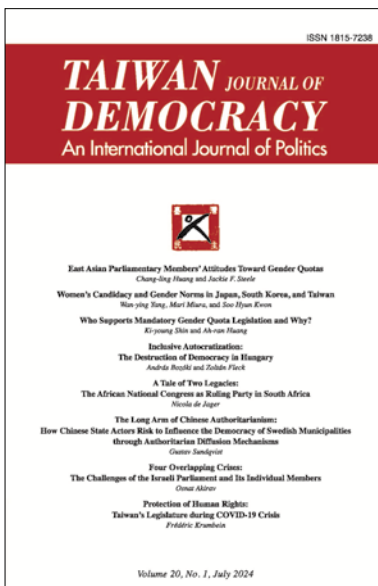 ISSN 1815-7238
TAIWAN JOURNAL OF
DEMOCRACY
An International Journal of Politics
East Asian Parliamentary Members' Attitudes Toward Gender Quotas
Chang-ling Huang and Jackie F. Steele
Women's Candidacy and Gender Norms in Japan, South Korea, and Taiwan
Wan-ying Yang, Mari Miura, and Soo Hyun Kwon
Who Supports Mandatory Gender Quota Legislation and Why?
Ki-young Shin and Ah-ran Huang
Inclusive Autocratization:
The Destruction of Democracy in Hungary
András Bozóki and Zoltán Fleck
A Tale of Two Legacies:
The African National Congress as Ruling Party in South Africa
Nicola de Jager
The Long Arm of Chinese Authoritarianism:
How Chinese State Actors Risk to Influence the Democracy of Swedish Municipalities
through Authoritarian Diffusion Mechanisms
Gustav Sundqvist
Four Overlapping Crises:
The Challenges of the Israeli Parliament and Its Individual Members
Osnat Akirav
Protection of Human Rights:
Taiwan's Legislature during COVID-19 Crisis
Frédéric Krumbein
Volume 20, No. 1, July 2024